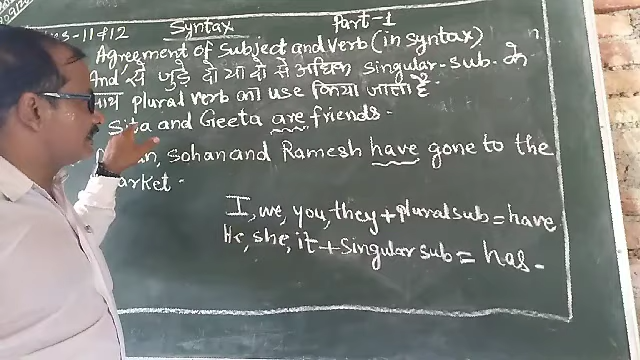 -11 & 12 Syntax Part-1
Agreement of Subject and Verb (in syntax)
And से जुड़े दो या दो से अधिक singular-sub. के
साथ plural verb का use किया जाता है.
Sita and Geeta are friends.
Sohan and Ramesh have gone to the
market.
I, we, you, they + plural sub = have
He, she, it + singular sub = has.